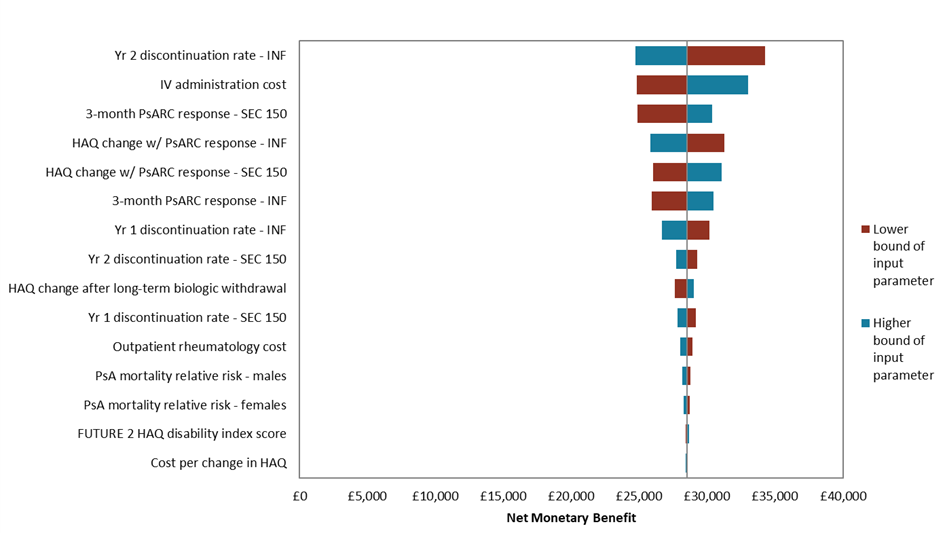 Yr 2 discontinuation rate - INF
IV administration cost
3-month PsARC response - SEC 150
HAQ change w/ PsARC response - INF
HAQ change w/ PsARC response - SEC 150
3-month PsARC response - INF
Yr 1 discontinuation rate - INF
Yr 2 discontinuation rate - SEC 150
HAQ change after long-term biologic withdrawal
Yr 1 discontinuation rate - SEC 150
Outpatient rheumatology cost
PsA mortality relative risk - males
PsA mortality relative risk - females
FUTURE 2 HAQ disability index score
Cost per change in HAQ
£0 £5,000 £10,000 £15,000 £20,000 £25,000 £30,000 £35,000 £40,000
Net Monetary Benefit
Lower
bound of
input
parameter
Higher
bound of
input
parameter